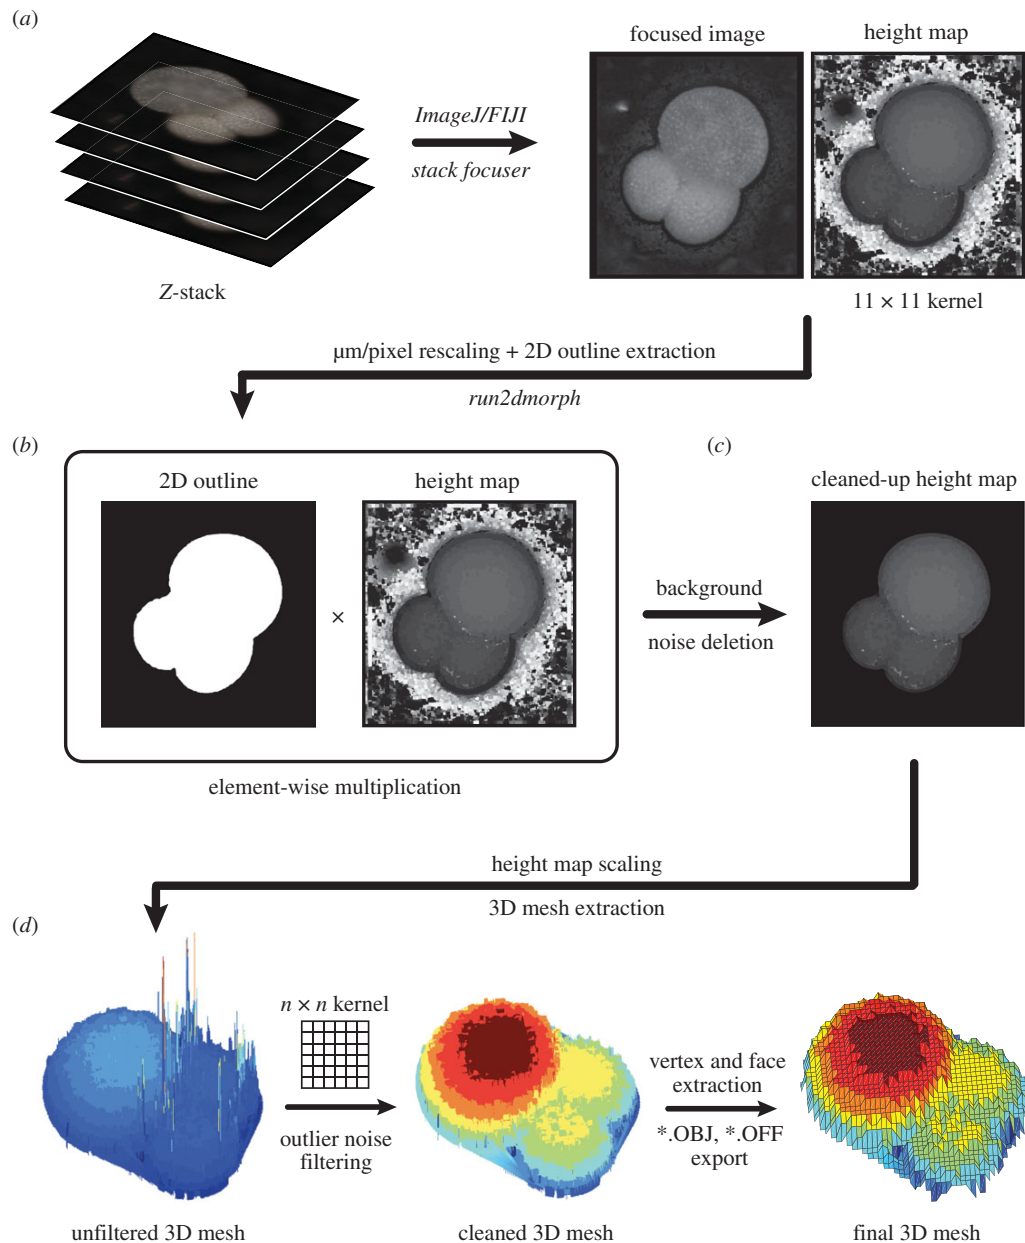 (a)
focused image
height map
ImageJ/FIJI
stack focuser
Z-stack
11 × 11 kernel
µm/pixel rescaling + 2D outline extraction
run2dmorph
(b)
2D outline
height map
×
element-wise multiplication
background
noise deletion
(c)
cleaned-up height map
height map scaling
3D mesh extraction
(d)
n × n kernel
outlier noise
filtering
vertex and face
extraction
*.OBJ, *.OFF
export
unfiltered 3D mesh
cleaned 3D mesh
final 3D mesh